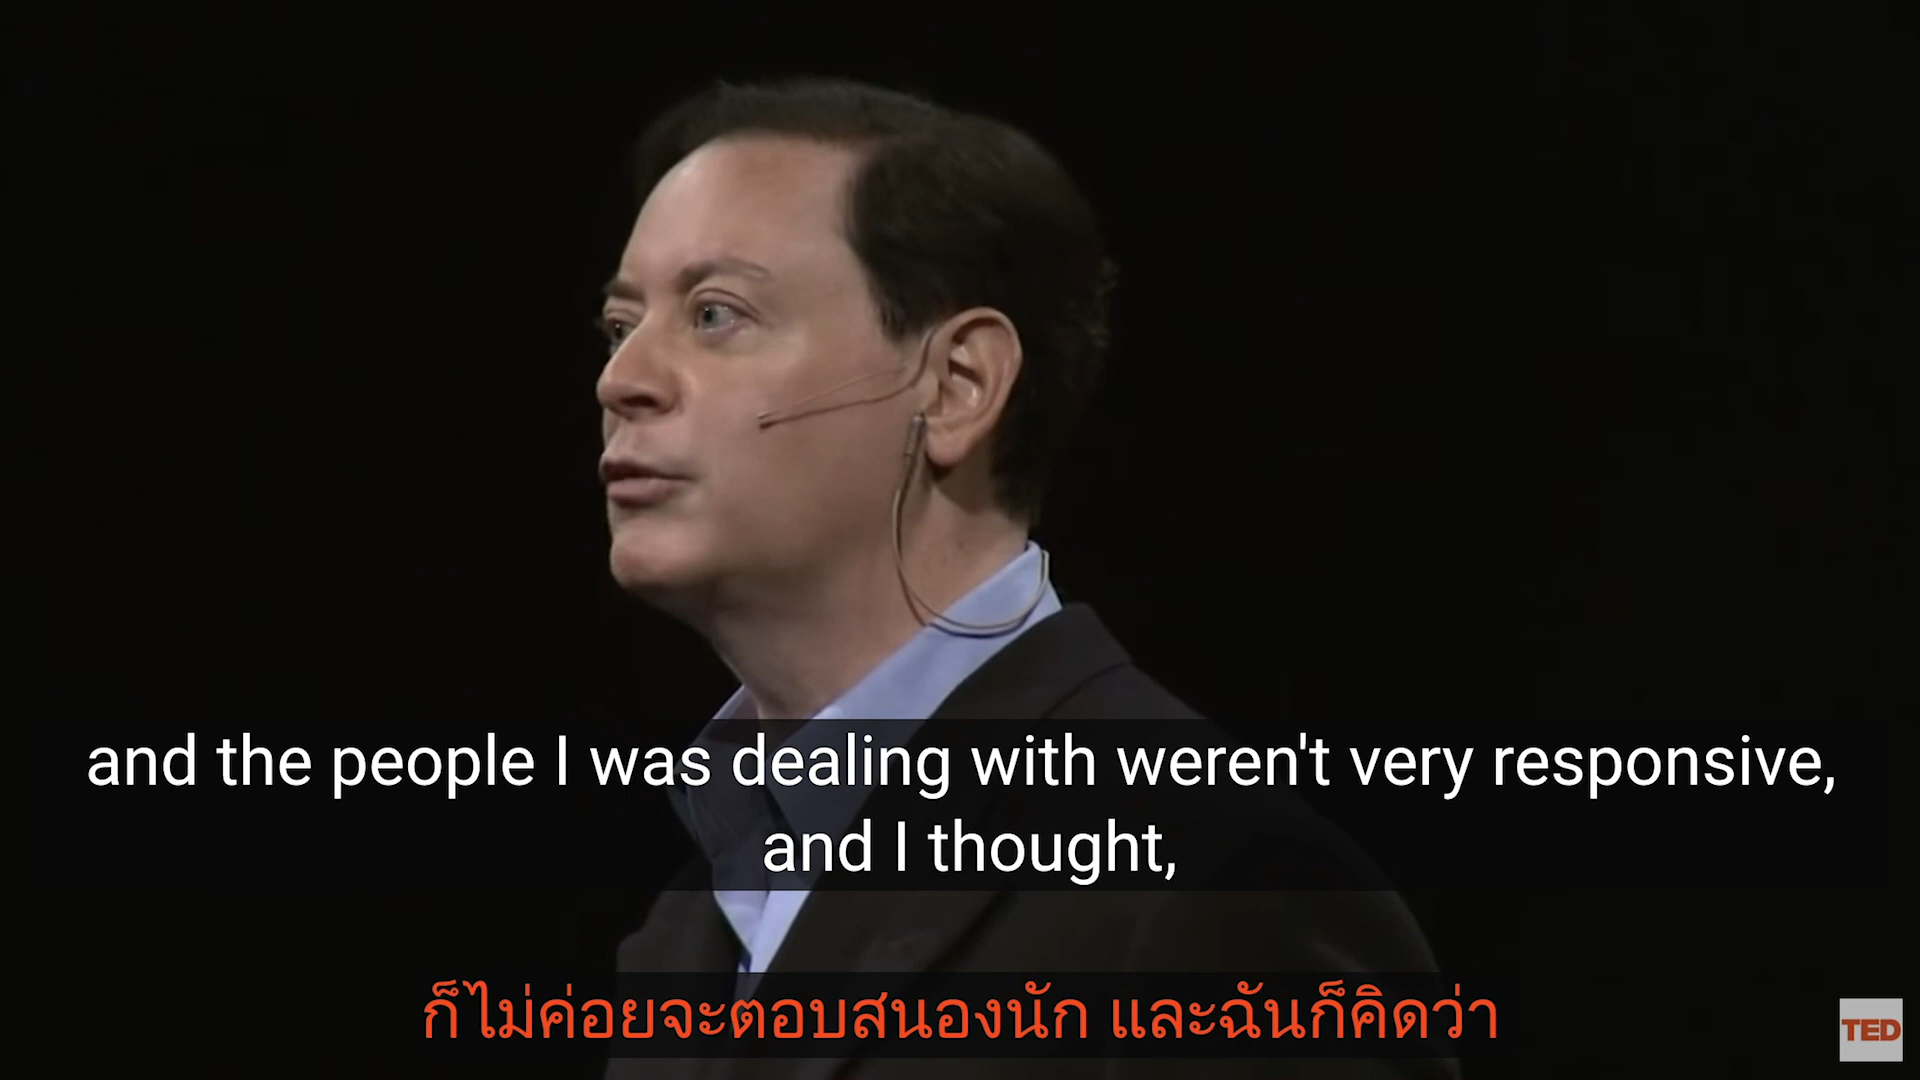 and the people I was dealing with weren't very responsive,
and I thought,
ก็ไม่ค่อยจะตอบสนองนัก และฉันก็คิดว่า
TED